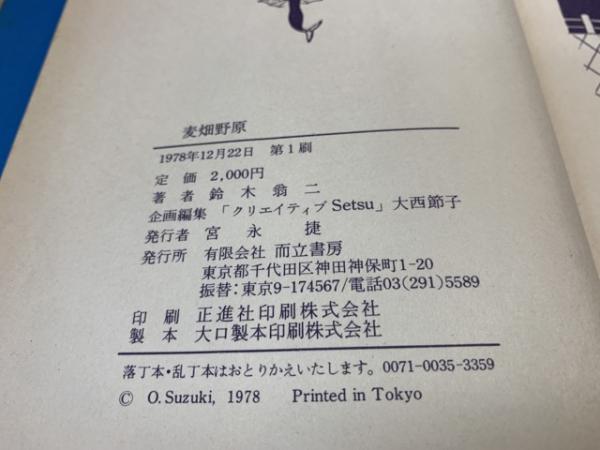 麦畑野原
1978年12月22日 第1刷
定価 2,000円
著者 鈴木翁二
企画編集 「クリエイティブ Setsu」大西節子
発行者 宮永捷
発行所 有限会社 而立書房
東京都千代田区神田神保町1-20
振替:東京9-174567/電話03(291)5589
印刷 正進社印刷株式会社
製本 大口製本印刷株式会社
落丁本・乱丁本はおとりかえいたします。0071-0035-3359
© O. Suzuki, 1978 Printed in Tokyo